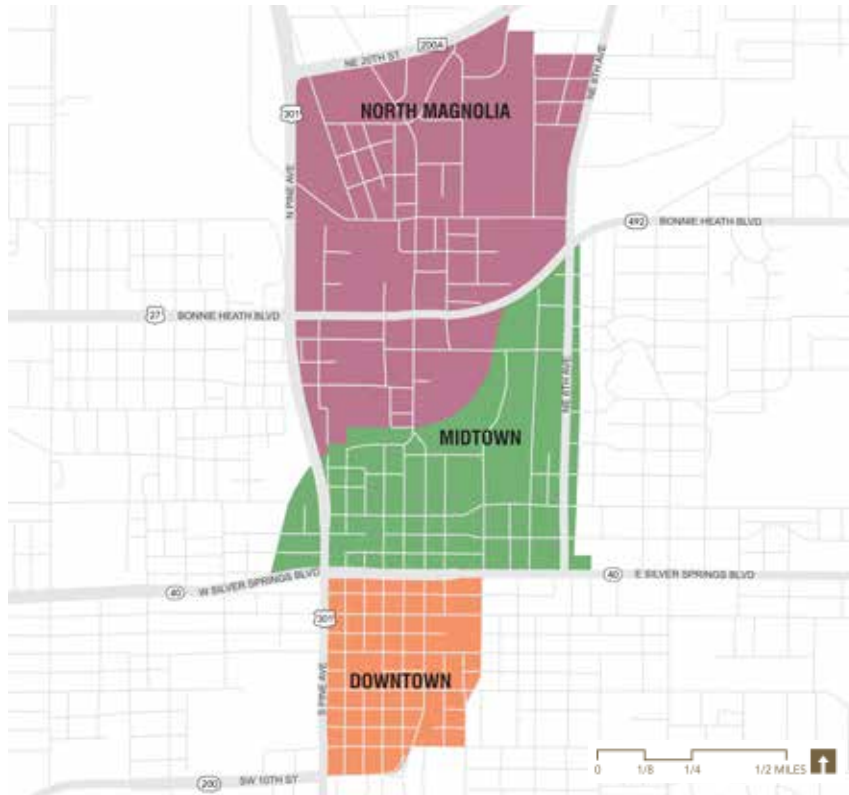 200A
NE 20TH ST
NE 8TH AVE
NORTH MAGNOLIA
301
N PINE AVE
492
BONNIE HEATH BLVD
27
BONNIE HEATH BLVD
NE 8TH AVE
MIDTOWN
40
W SILVER SPRINGS BLVD
40
E SILVER SPRINGS BLVD
301
S PINE AVE
DOWNTOWN
200
SW 10TH ST
0 1/8 1/4 1/2 MILES